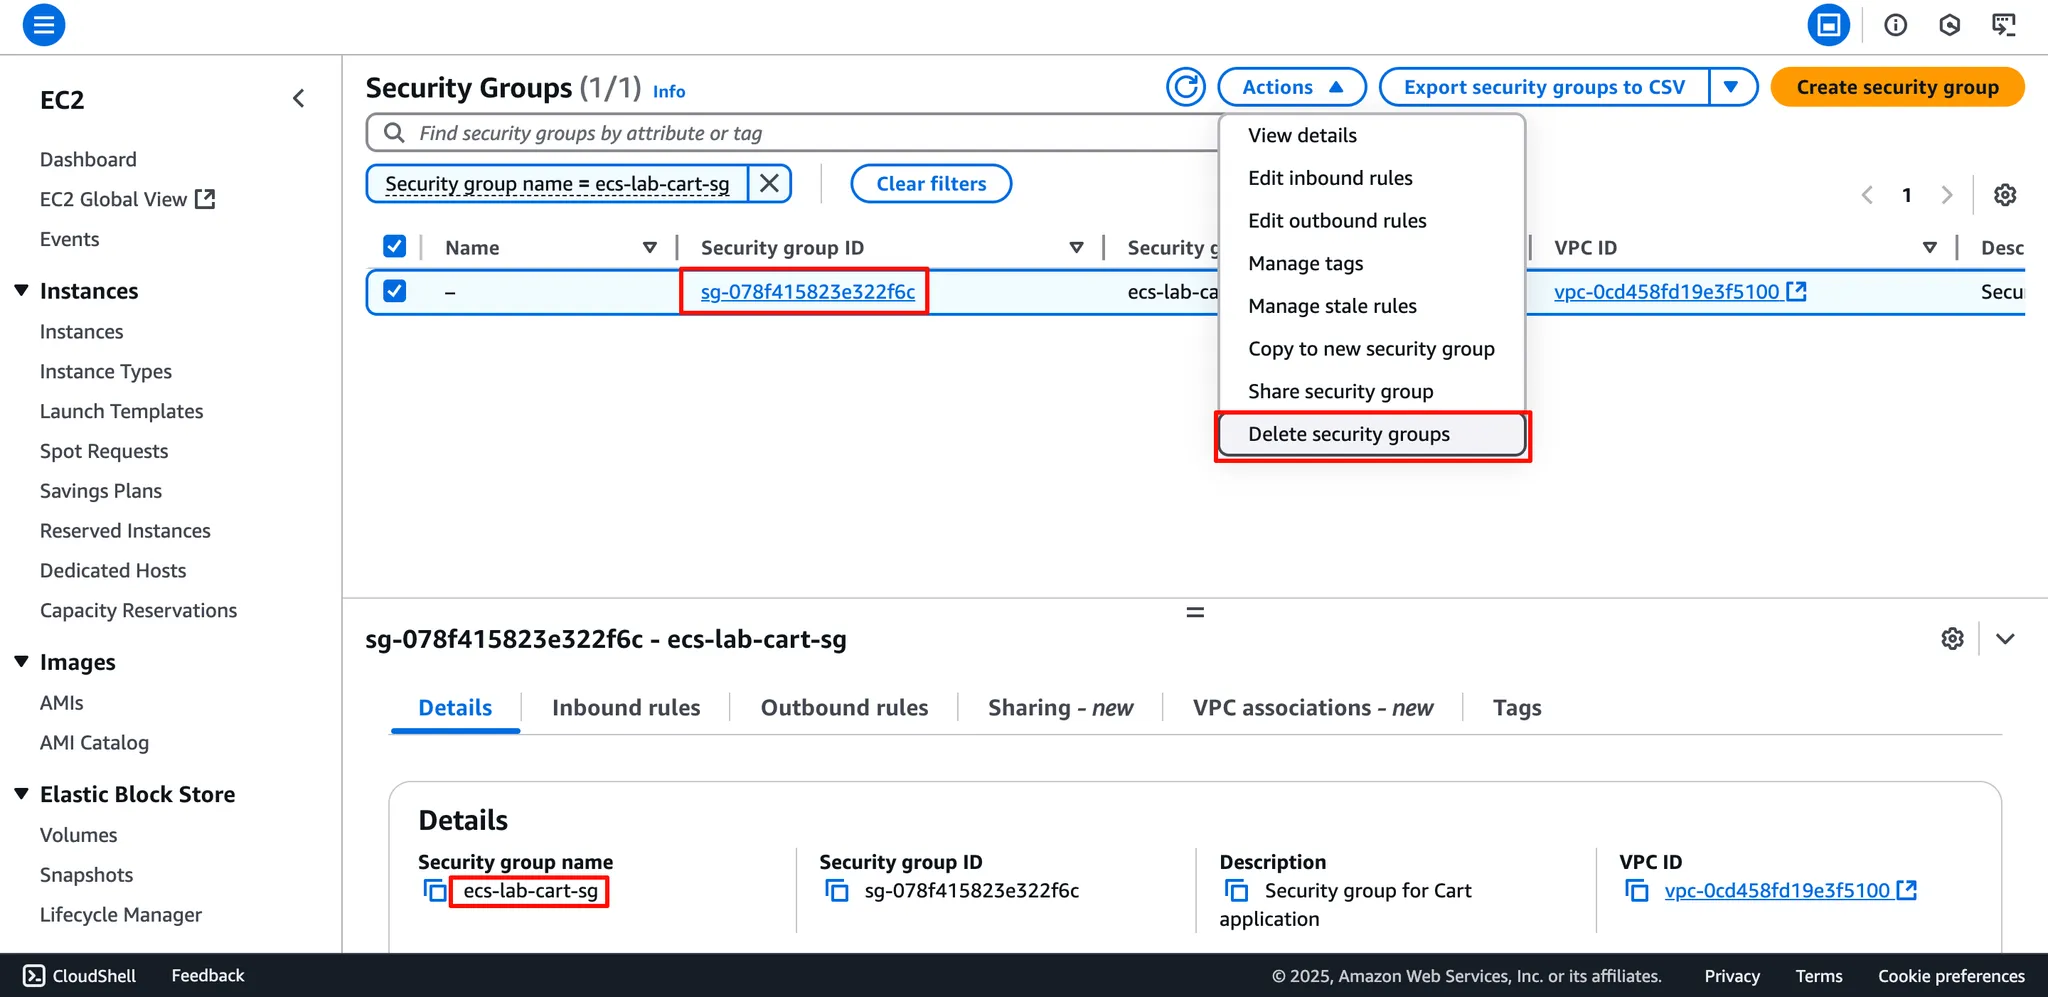 EC2
Dashboard
EC2 Global View
Events
Instances
Instances
Instance Types
Launch Templates
Spot Requests
Savings Plans
Reserved Instances
Dedicated Hosts
Capacity Reservations
Images
AMIs
AMI Catalog
Elastic Block Store
Volumes
Snapshots
Lifecycle Manager
Security Groups (1/1) Info
Actions
Export security groups to CSV
Create security group
Find security groups by attribute or tag
Security group name = ecs-lab-cart-sg
Clear filters
1
Name
Security group ID
Security g
VPC ID
Desc
–
sg-078f415823e322f6c
ecs-lab-ca
vpc-0cd458fd19e3f5100
Secu
View details
Edit inbound rules
Edit outbound rules
Manage tags
Manage stale rules
Copy to new security group
Share security group
Delete security groups
sg-078f415823e322f6c - ecs-lab-cart-sg
Details
Inbound rules
Outbound rules
Sharing - new
VPC associations - new
Tags
Details
Security group name
ecs-lab-cart-sg
Security group ID
sg-078f415823e322f6c
Description
Security group for Cart
application
VPC ID
vpc-0cd458fd19e3f5100
CloudShell
Feedback
© 2025, Amazon Web Services, Inc. or its affiliates.
Privacy
Terms
Cookie preferences